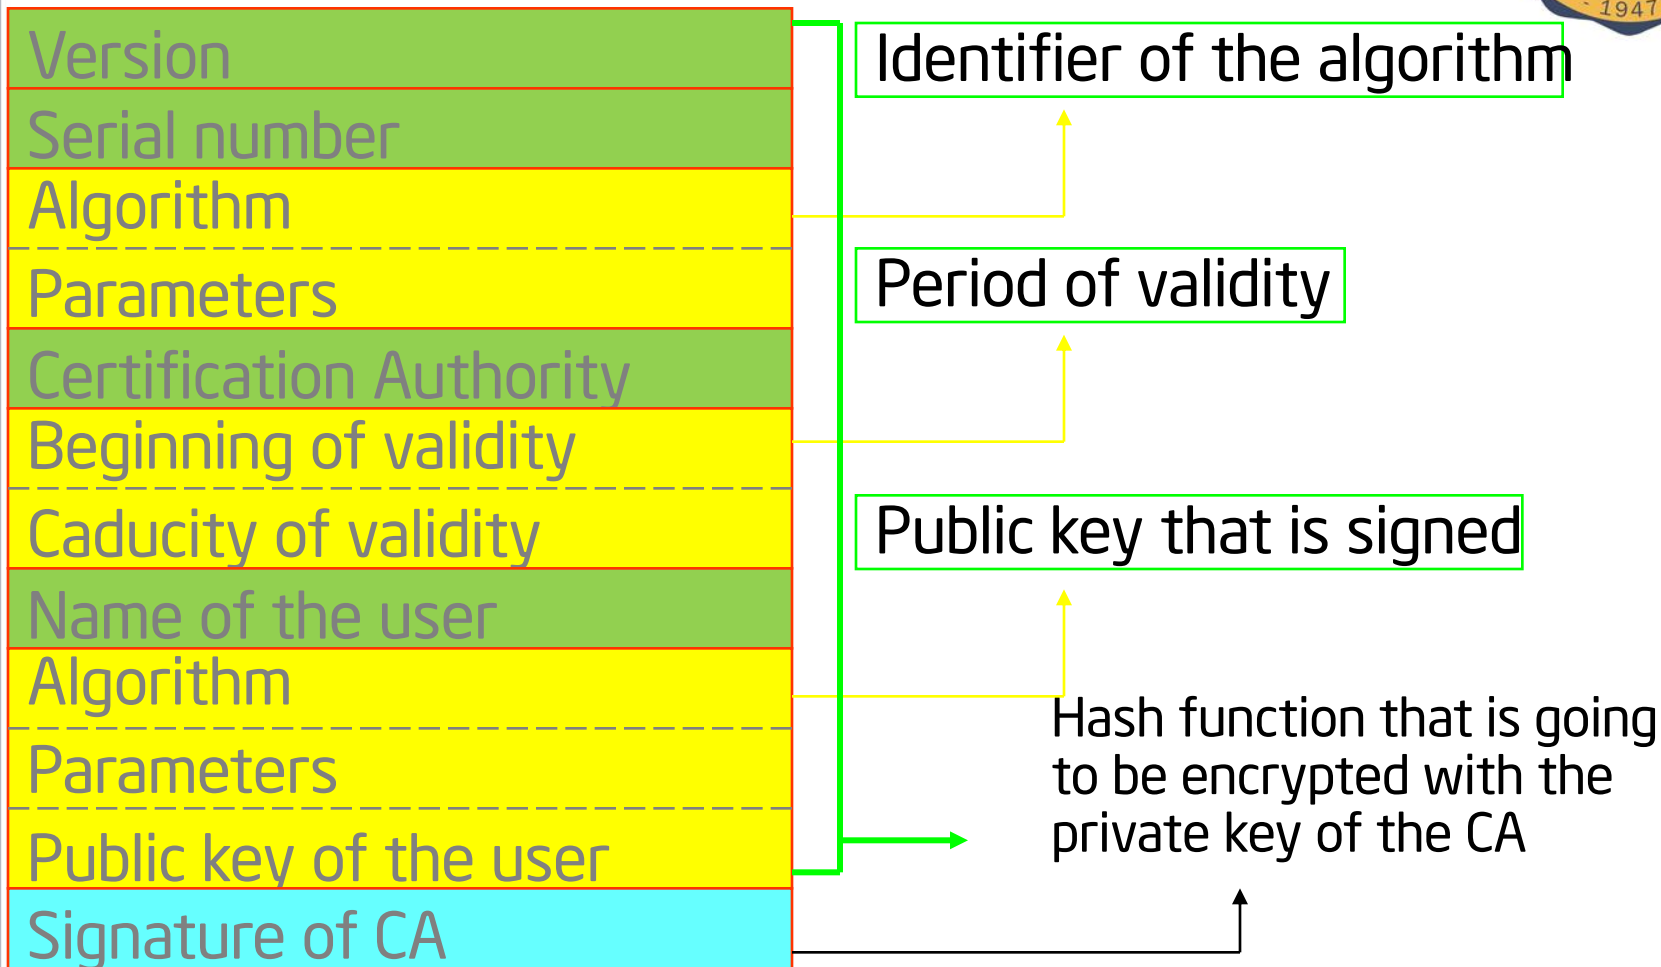 Version
Serial number
Algorithm
Parameters
Certification Authority
Beginning of validity
Caducity of validity
Name of the user
Algorithm
Parameters
Public key of the user
Signature of CA
- 1947
Identifier of the algorithm
Period of validity
Public key that is signed
Hash function that is going
to be encrypted with the
private key of the CA